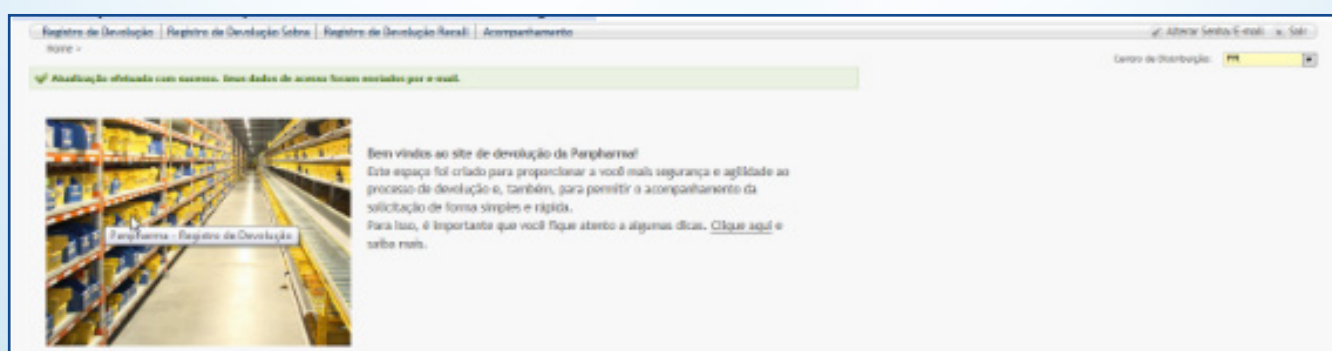 Registro de Devolução | Registro de Devolução Sobra | Registro de Devolução Recall | Acompanhamento
Alterar Senha/E-mail x Sair
Home »
Centro de Distribuição: PR
Atualização efetuada com sucesso. Seus dados de acesso foram enviados por e-mail.
Bem vindos ao site de devolução da Panpharma!
Este espaço foi criado para proporcionar a você mais segurança e agilidade ao
processo de devolução e, também, para permitir o acompanhamento da
solicitação de forma simples e rápida.
Para isso, é importante que você fique atento a algumas dicas. Clique aqui e
saiba mais.
Panpharma - Registro de Devolução